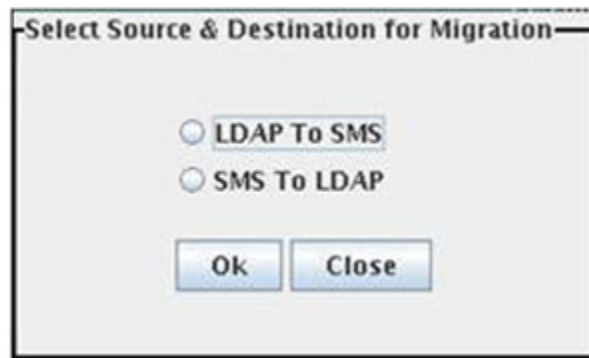 Select Source & Destination for Migration
LDAP To SMS
SMS To LDAP
Ok Close